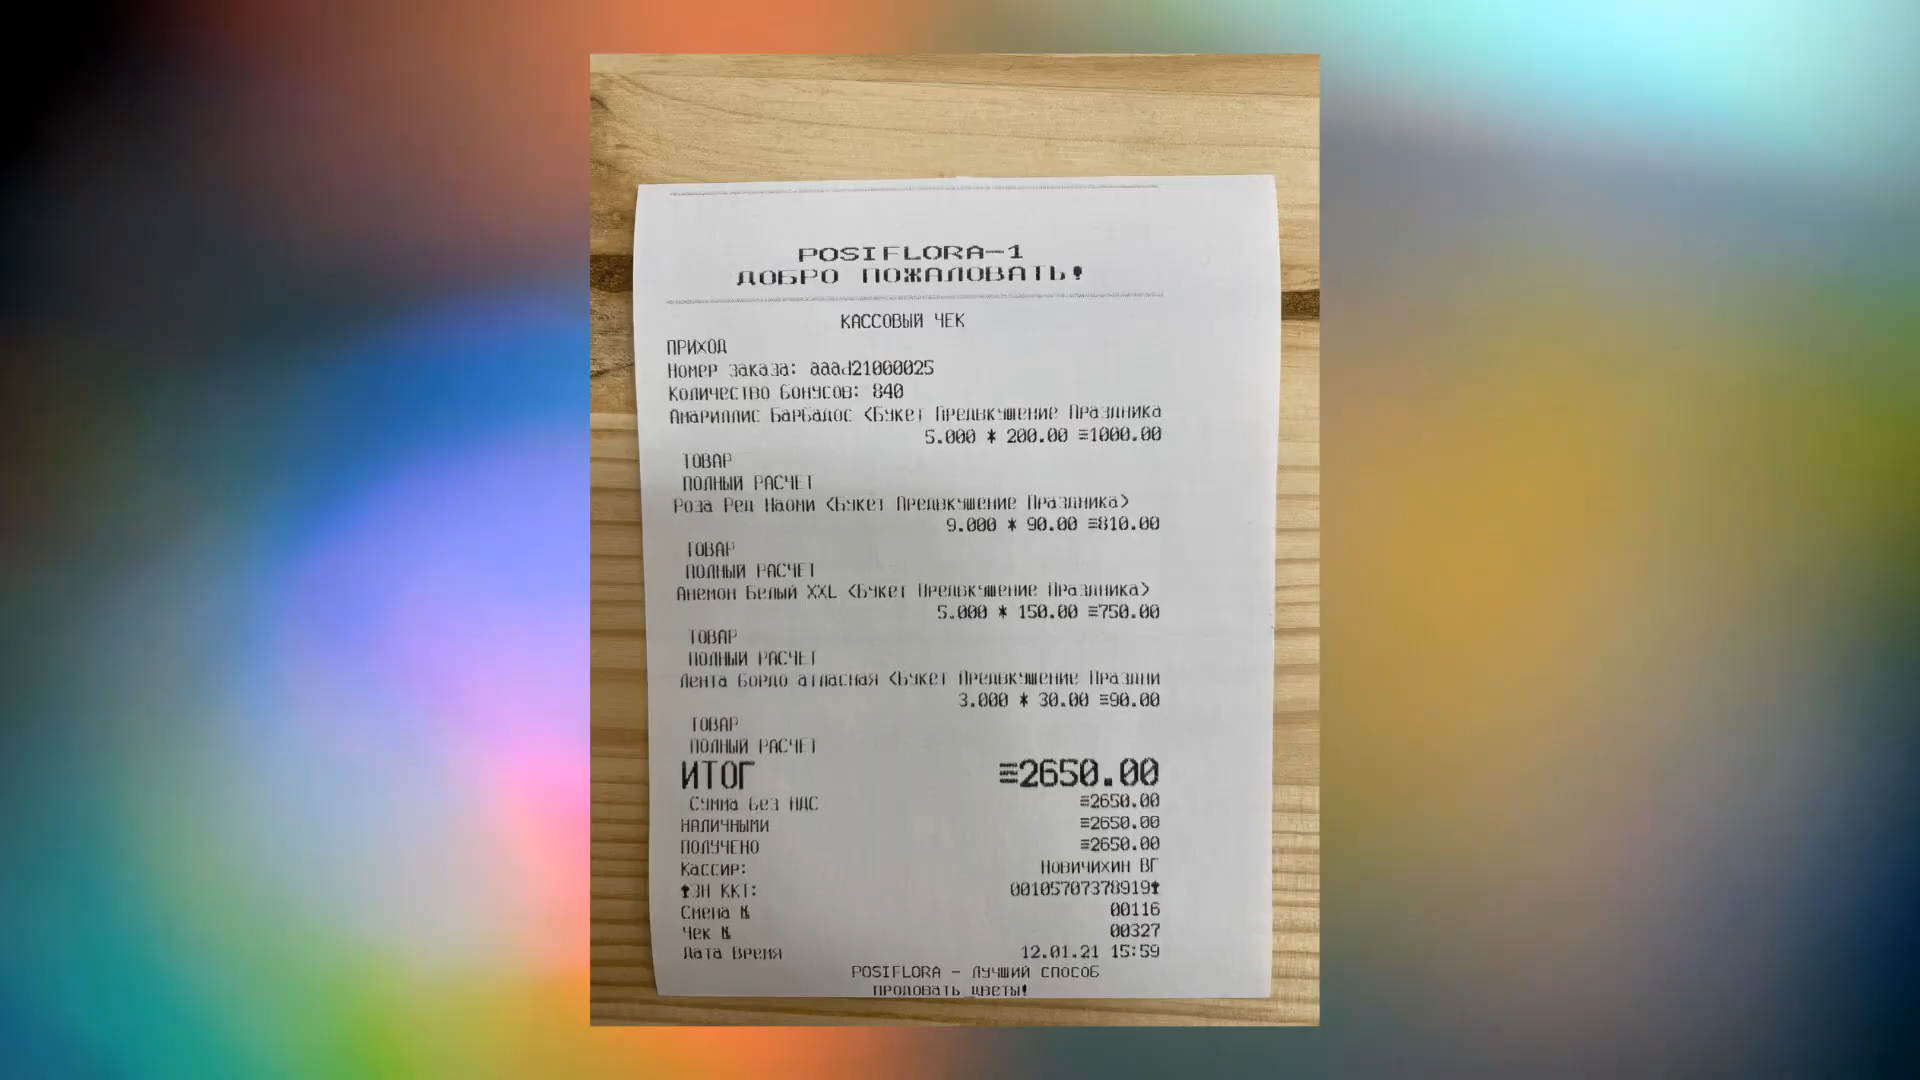 POSIFLORA-1
ДОБРО ПОЖАЛОВАТЬ!
КАССОВЫЙ ЧЕК
ПРИХОД
Номер заказа: aaad21000025
Количество бонусов: 840
Амариллис Барбадос <Букет Предвкушение Праздника
5.000 * 200.00 ≡1000.00
ТОВАР
ПОЛНЫЙ РАСЧЕТ
Роза Ред Наоми <Букет Предвкушение Праздника>
9.000 * 90.00 ≡810.00
ТОВАР
ПОЛНЫЙ РАСЧЕТ
Анемон Белый XXL <Букет Предвкушение Праздника>
5.000 * 150.00 ≡750.00
ТОВАР
ПОЛНЫЙ РАСЧЕТ
Лента бордо атласная <Букет Предвкушение Праздни
3.000 * 30.00 ≡90.00
ТОВАР
ПОЛНЫЙ РАСЧЕТ
ИТОГ ≡2650.00
Сумма без НДС ≡2650.00
НАЛИЧНЫМИ ≡2650.00
ПОЛУЧЕНО ≡2650.00
Кассир: Новичихин ВГ
ЗН ККТ: 00105707378919
Смена № 00116
Чек № 00327
Дата Время 12.01.21 15:59
POSIFLORA - ЛУЧШИЙ СПОСОБ
ПРОДОВАТЬ ЦВЕТЫ!